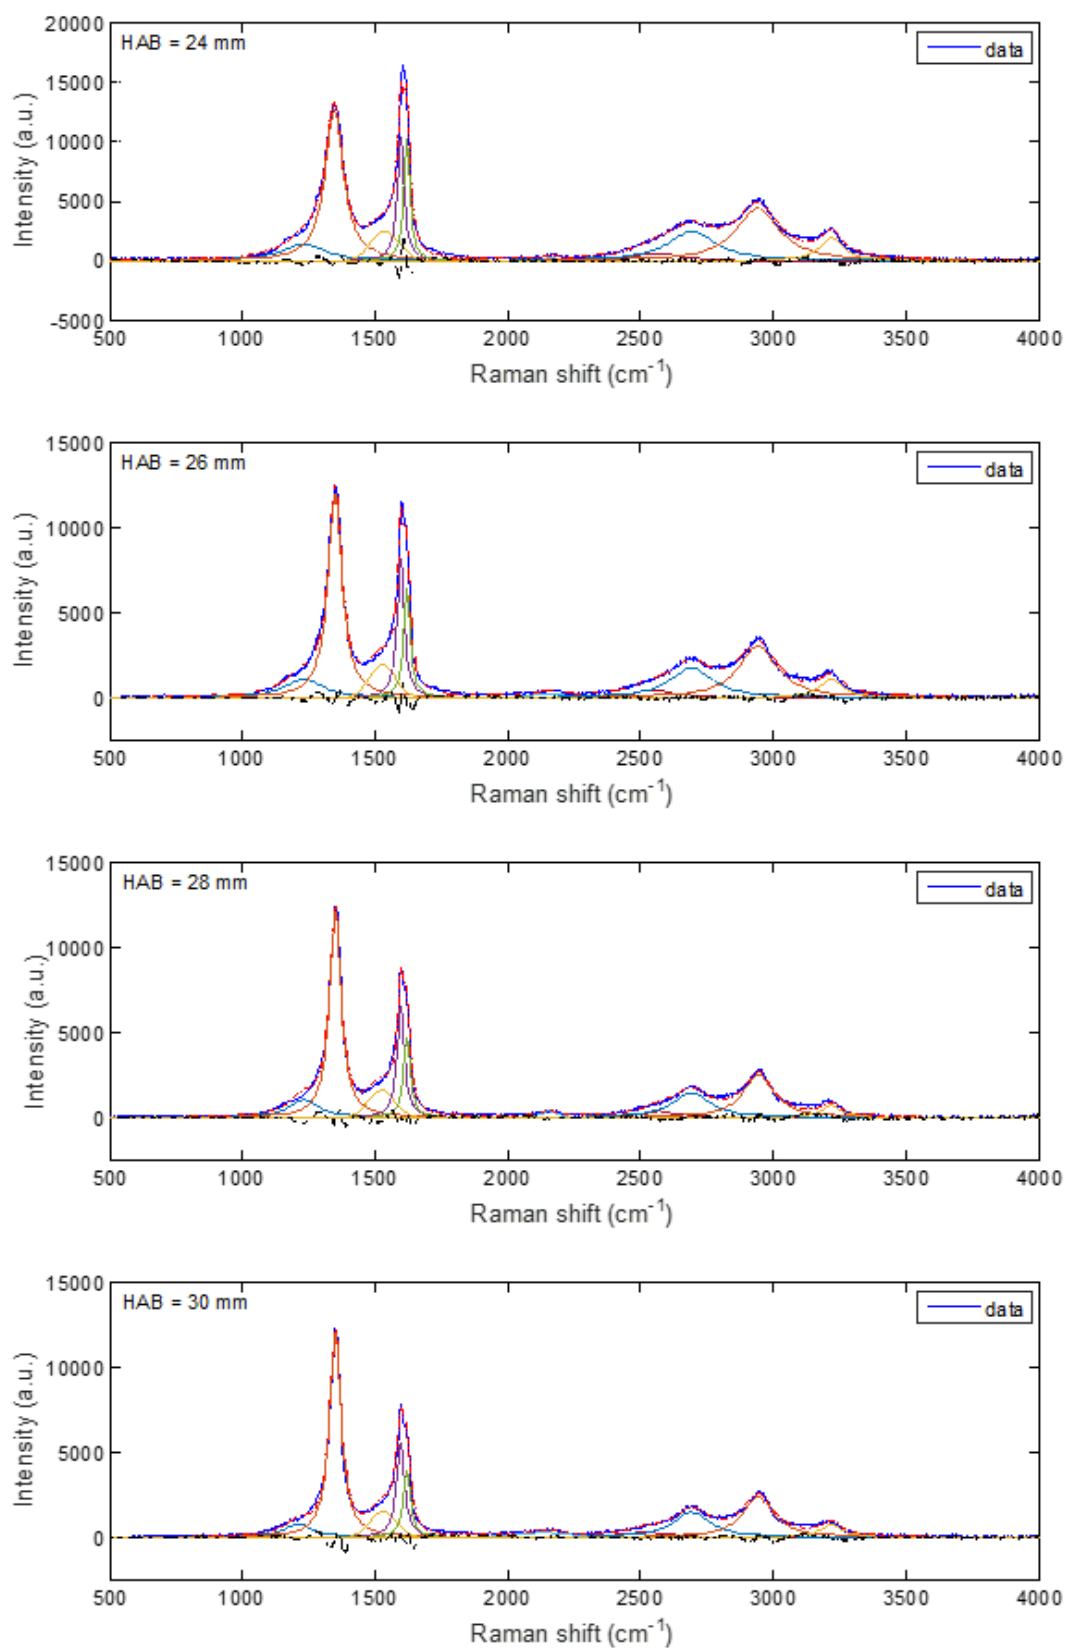 20000
HAB = 24 mm
data
15000
10000
5000
0
-5000
500 1000 1500 2000 2500 3000 3500 4000
Intensity (a.u.)
Raman shift (cm⁻¹)
15000
HAB = 26 mm
data
10000
5000
0
500 1000 1500 2000 2500 3000 3500 4000
Intensity (a.u.)
Raman shift (cm⁻¹)
15000
HAB = 28 mm
data
10000
5000
0
500 1000 1500 2000 2500 3000 3500 4000
Intensity (a.u.)
Raman shift (cm⁻¹)
15000
HAB = 30 mm
data
10000
5000
0
500 1000 1500 2000 2500 3000 3500 4000
Intensity (a.u.)
Raman shift (cm⁻¹)